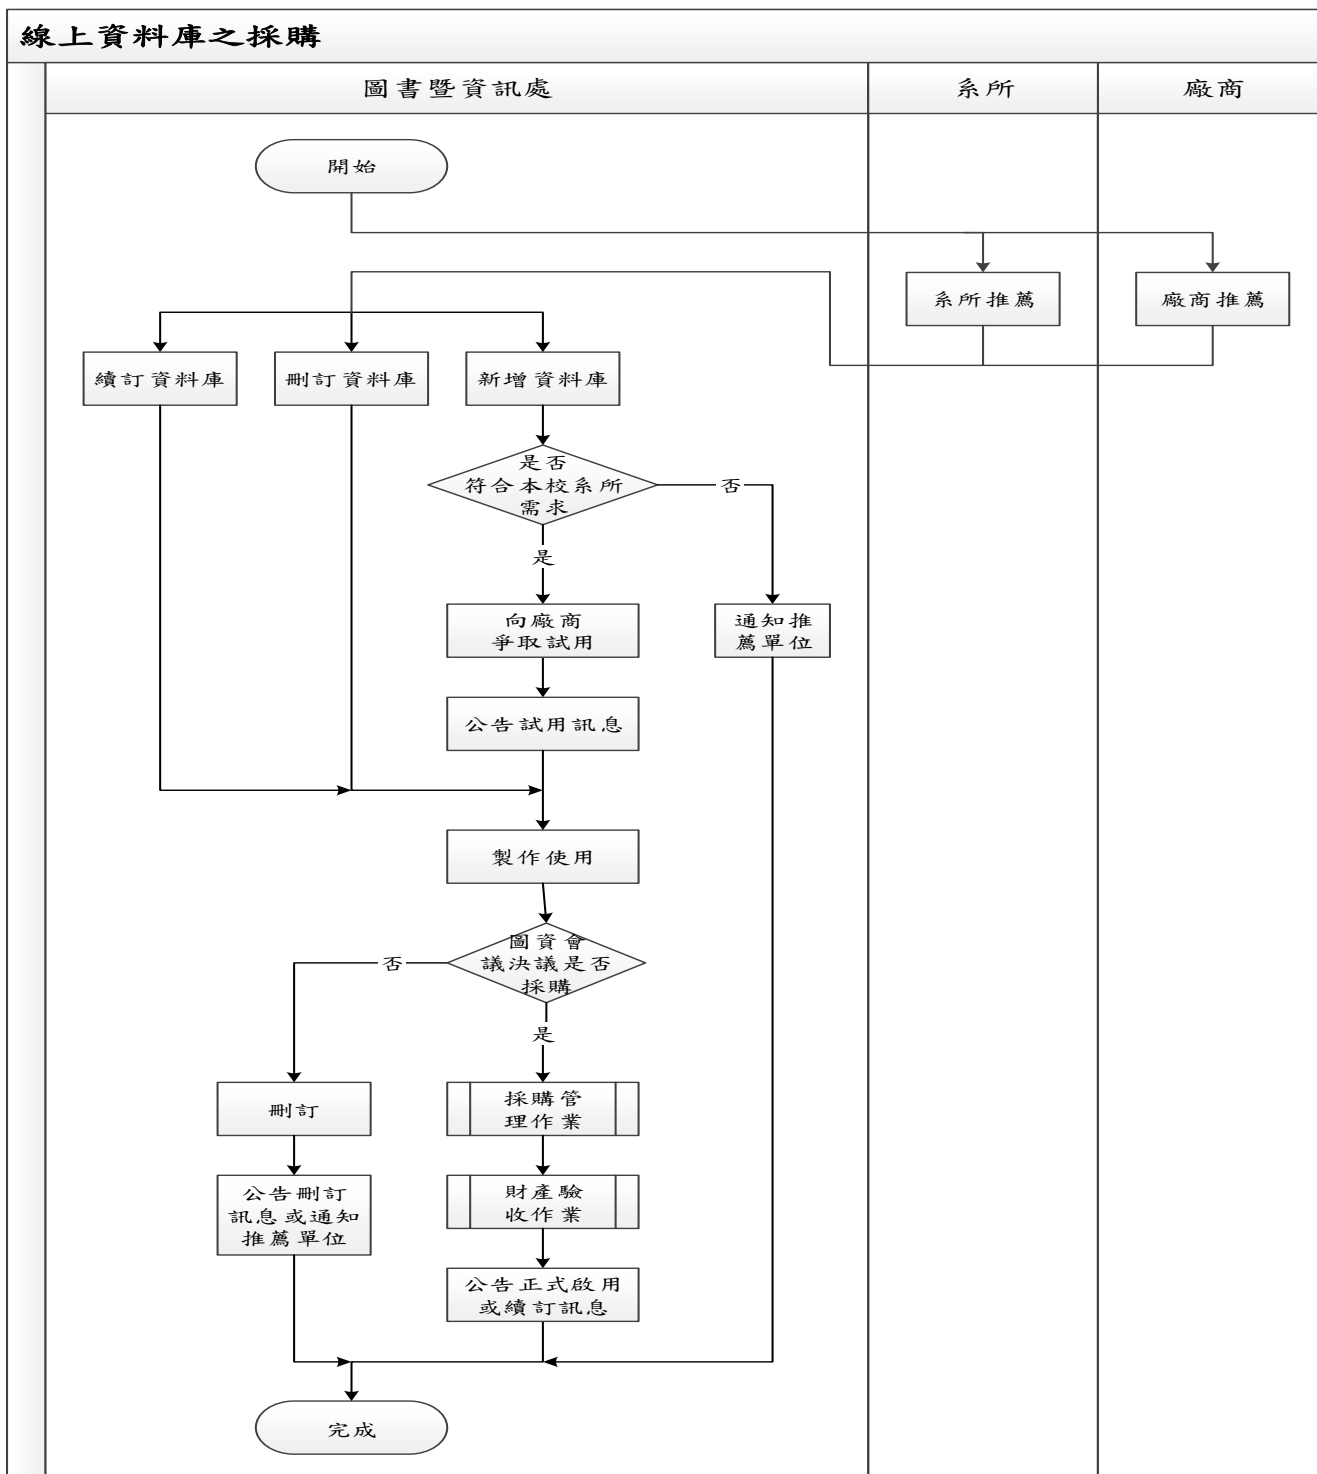 線上資料庫之採購
圖書暨資訊處
系所
廠商
開始
系所推薦
廠商推薦
續訂資料庫
刪訂資料庫
新增資料庫
是否
符合本校系所
需求
否
是
向廠商
爭取試用
通知推
薦單位
公告試用訊息
製作使用
圖資會
議決議是否
採購
否
是
刪訂
採購管
理作業
公告刪訂
訊息或通知
推薦單位
財產驗
收作業
公告正式啟用
或續訂訊息
完成